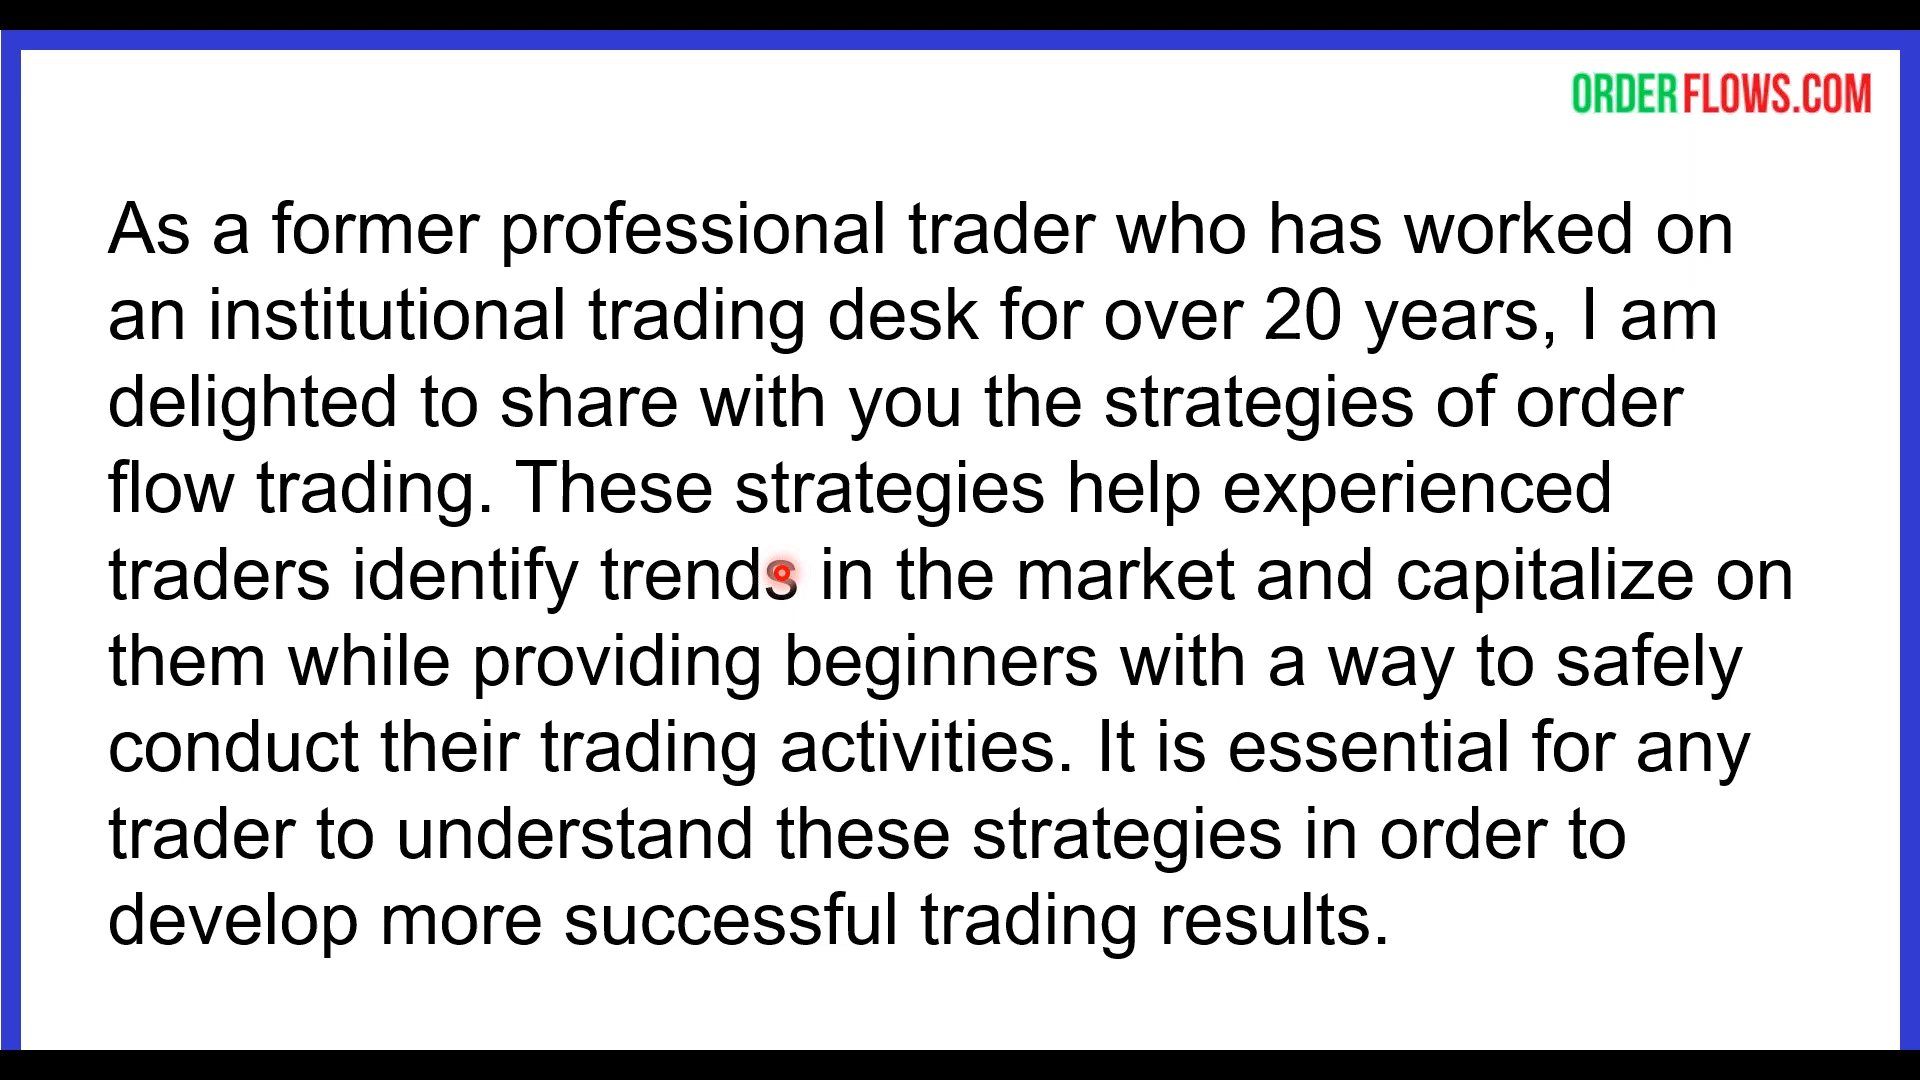 ORDERFLOWS.COM
As a former professional trader who has worked on
an institutional trading desk for over 20 years, I am
delighted to share with you the strategies of order
flow trading. These strategies help experienced
traders identify trends in the market and capitalize on
them while providing beginners with a way to safely
conduct their trading activities. It is essential for any
trader to understand these strategies in order to
develop more successful trading results.